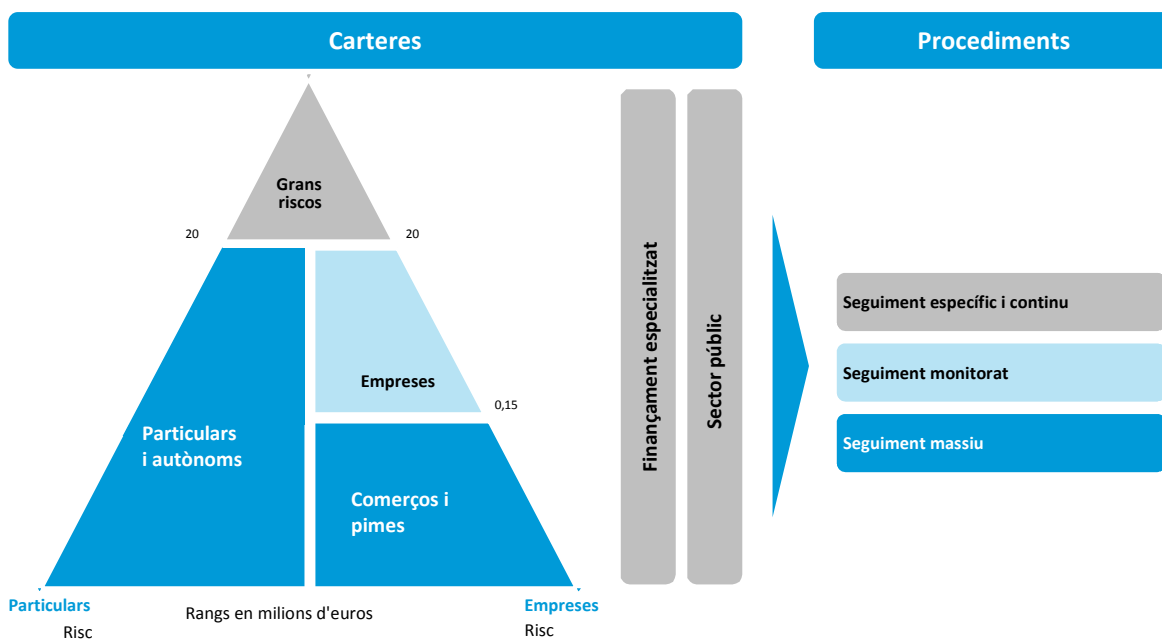 Carteres
Procediments
Grans
riscos
20
20
Empreses
0,15
Particulars
i autònoms
Comerços i
pimes
Finançament especialitzat
Sector públic
Seguiment específic i continu
Seguiment monitorat
Seguiment massiu
Particulars
Risc
Rangs en milions d'euros
Empreses
Risc